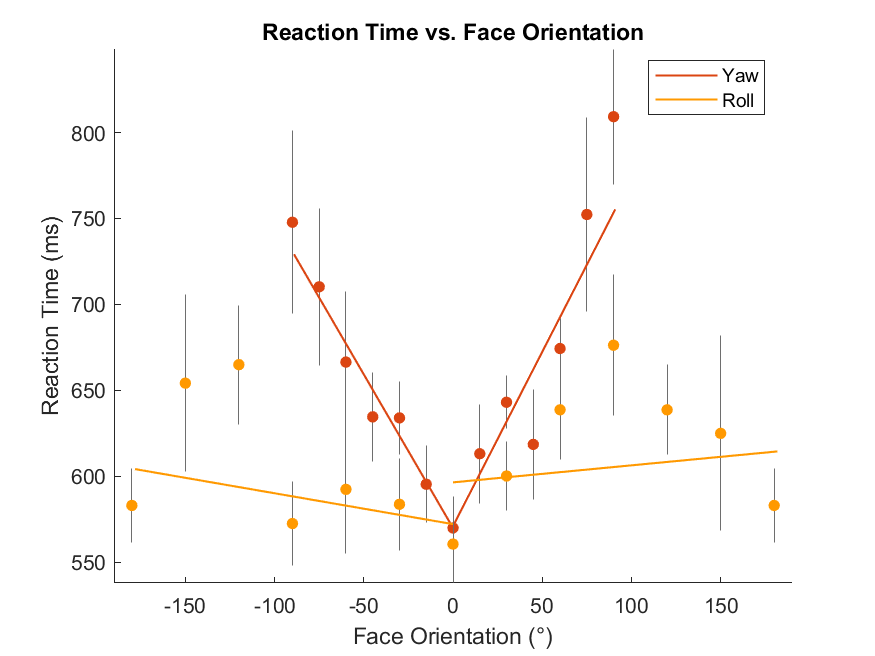 Reaction Time vs. Face Orientation
Yaw
Roll
800
750
700
650
600
550
Reaction Time (ms)
-150 -100 -50 0 50 100 150
Face Orientation (°)